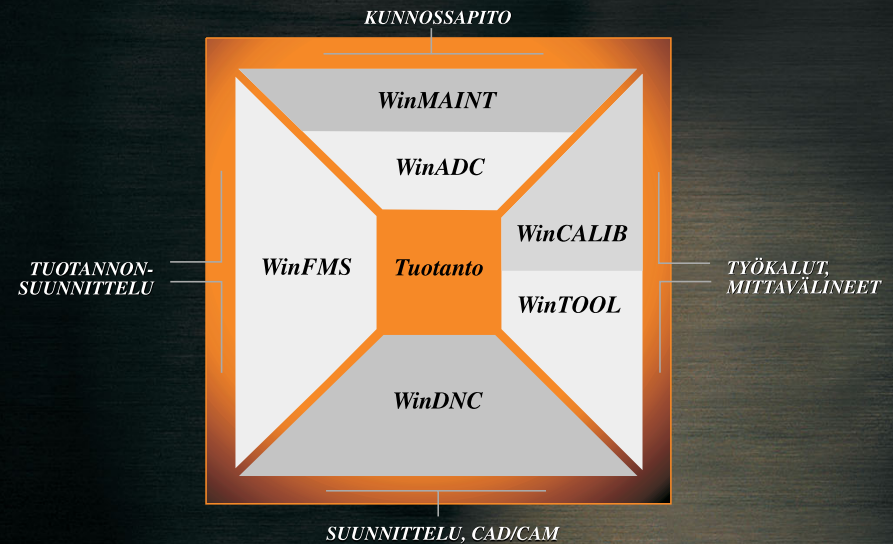 KUNNOSSAPITO
WinMAINT
WinADC
WinCALIB
TUOTANNON-
SUUNNITTELU
WinFMS
Tuotanto
TYÖKALUT,
MITTAVÄLINEET
WinTOOL
WinDNC
SUUNNITTELU, CAD/CAM